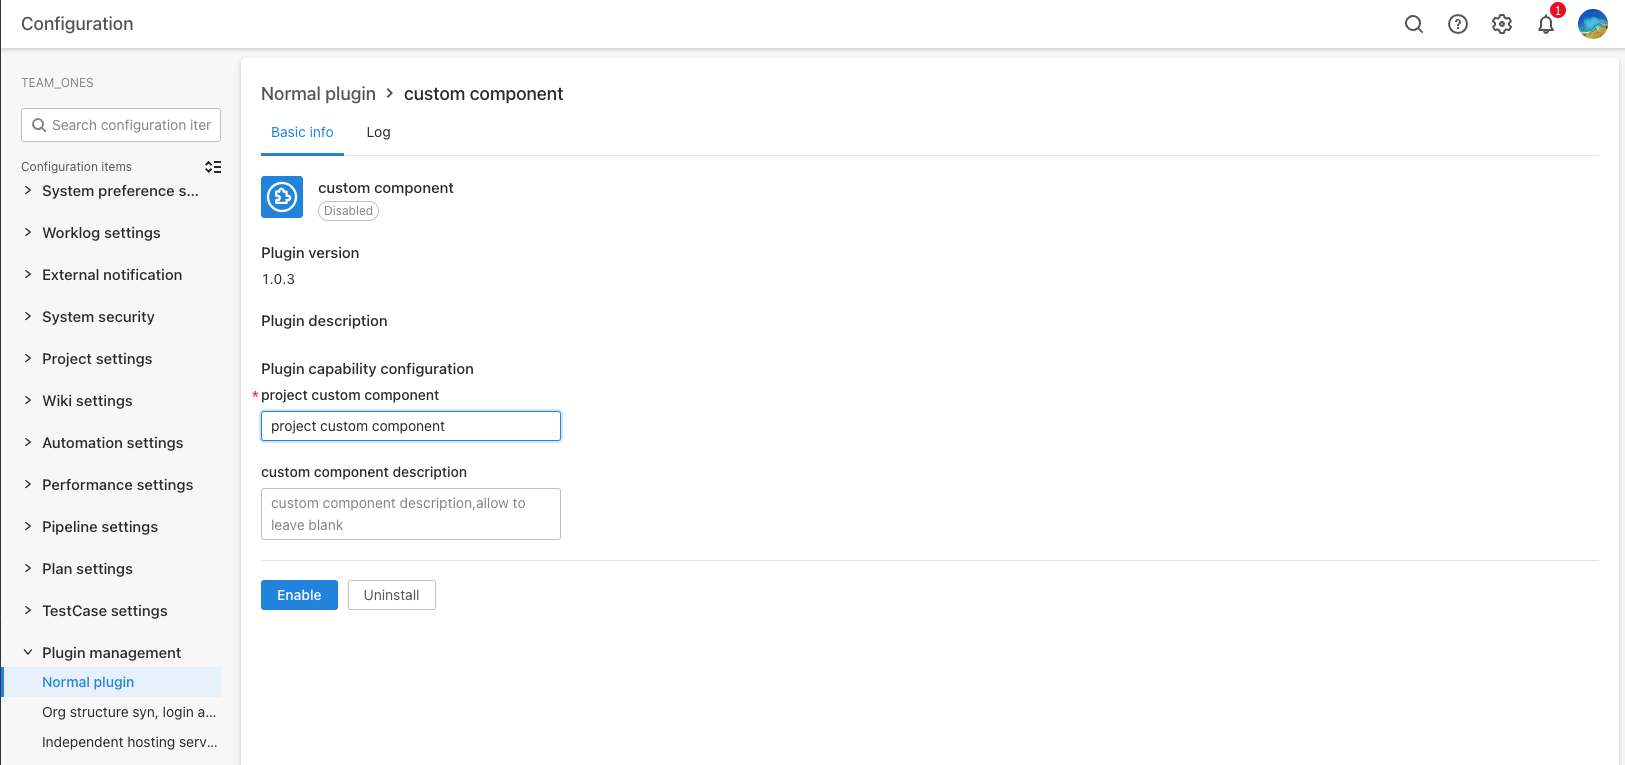 Configuration
1
TEAM_ONES
Search configuration iter
Configuration items
System preference s...
Worklog settings
External notification
System security
Project settings
Wiki settings
Automation settings
Performance settings
Pipeline settings
Plan settings
TestCase settings
Plugin management
Normal plugin
Org structure syn, login a...
Independent hosting serv...
Normal plugin > custom component
Basic info Log
custom component
Disabled
Plugin version
1.0.3
Plugin description
Plugin capability configuration
* project custom component
project custom component
custom component description
custom component description,allow to
leave blank
Enable Uninstall